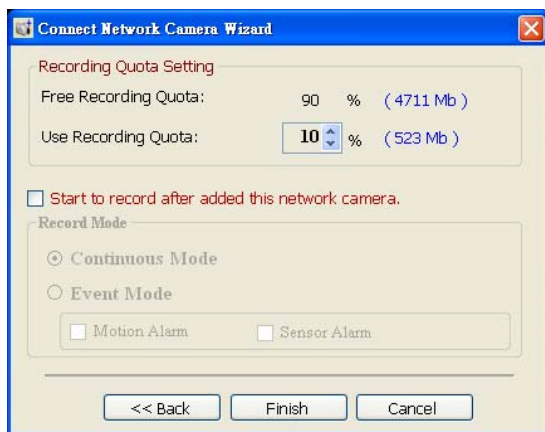 Connect Network Camera Wizard
Recording Quota Setting
Free Recording Quota: 90 % ( 4711 Mb )
Use Recording Quota: 10 % ( 523 Mb )
Start to record after added this network camera.
Record Mode
Continuous Mode
Event Mode
Motion Alarm Sensor Alarm
<< Back Finish Cancel